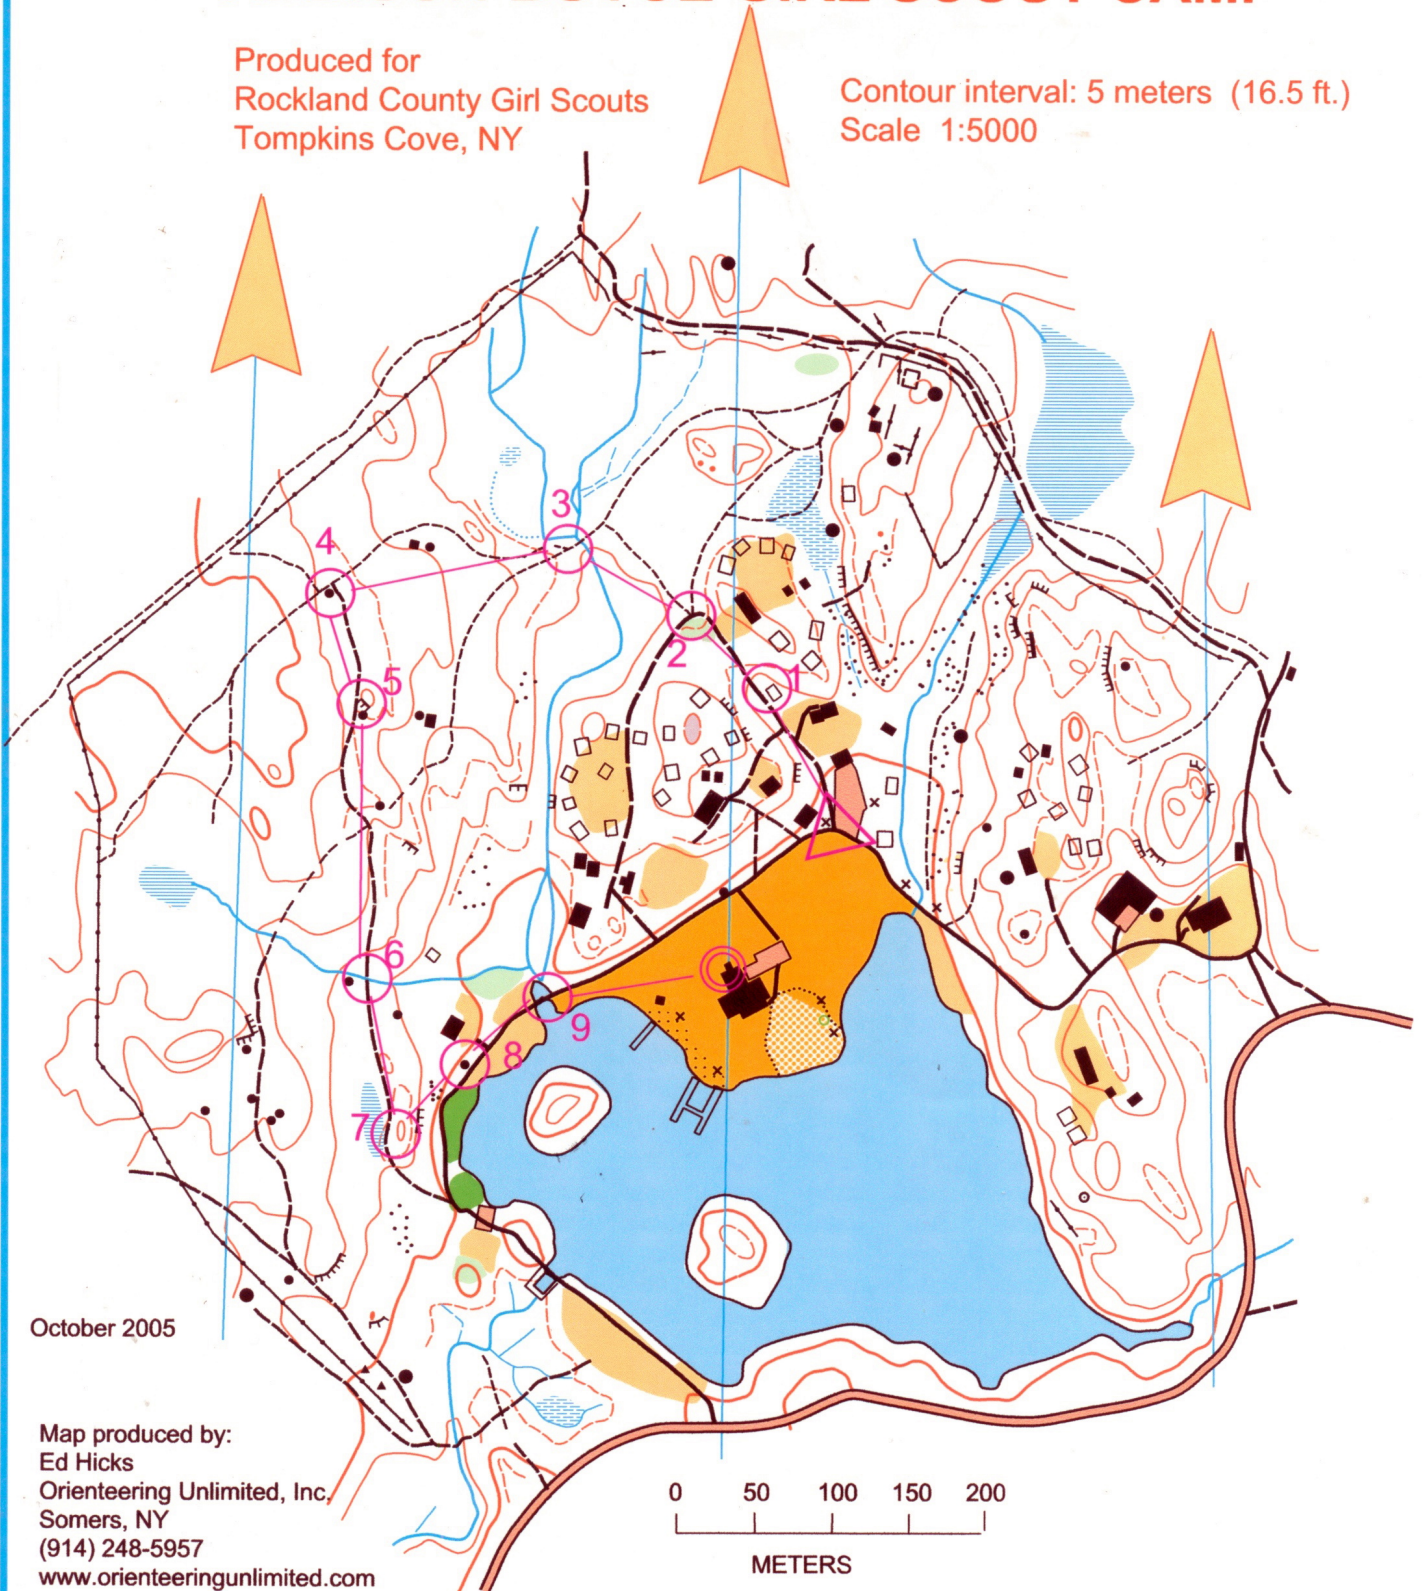 Produced for
Rockland County Girl Scouts
Tompkins Cove, NY
Contour interval: 5 meters (16.5 ft.)
Scale 1:5000
3
4
2
1
5
6
9
8
7
October 2005
Map produced by:
Ed Hicks
Orienteering Unlimited, Inc.
Somers, NY
(914) 248-5957
www.orienteeringunlimited.com
0 50 100 150 200
METERS